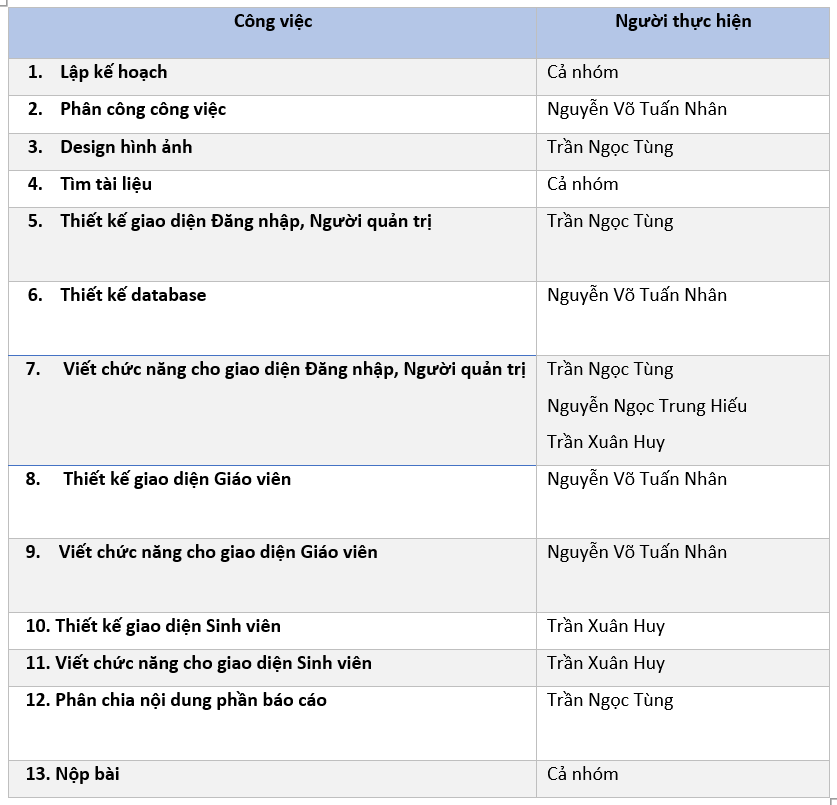 Công việc
Người thực hiện
1. Lập kế hoạch
Cả nhóm
2. Phân công công việc
Nguyễn Võ Tuấn Nhân
3. Design hình ảnh
Trần Ngọc Tùng
4. Tìm tài liệu
Cả nhóm
5. Thiết kế giao diện Đăng nhập, Người quản trị
Trần Ngọc Tùng
6. Thiết kế database
Nguyễn Võ Tuấn Nhân
7. Viết chức năng cho giao diện Đăng nhập, Người quản trị
Trần Ngọc Tùng
Nguyễn Ngọc Trung Hiếu
Trần Xuân Huy
8. Thiết kế giao diện Giáo viên
Nguyễn Võ Tuấn Nhân
9. Viết chức năng cho giao diện Giáo viên
Nguyễn Võ Tuấn Nhân
10. Thiết kế giao diện Sinh viên
Trần Xuân Huy
11. Viết chức năng cho giao diện Sinh viên
Trần Xuân Huy
12. Phân chia nội dung phần báo cáo
Trần Ngọc Tùng
13. Nộp bài
Cả nhóm